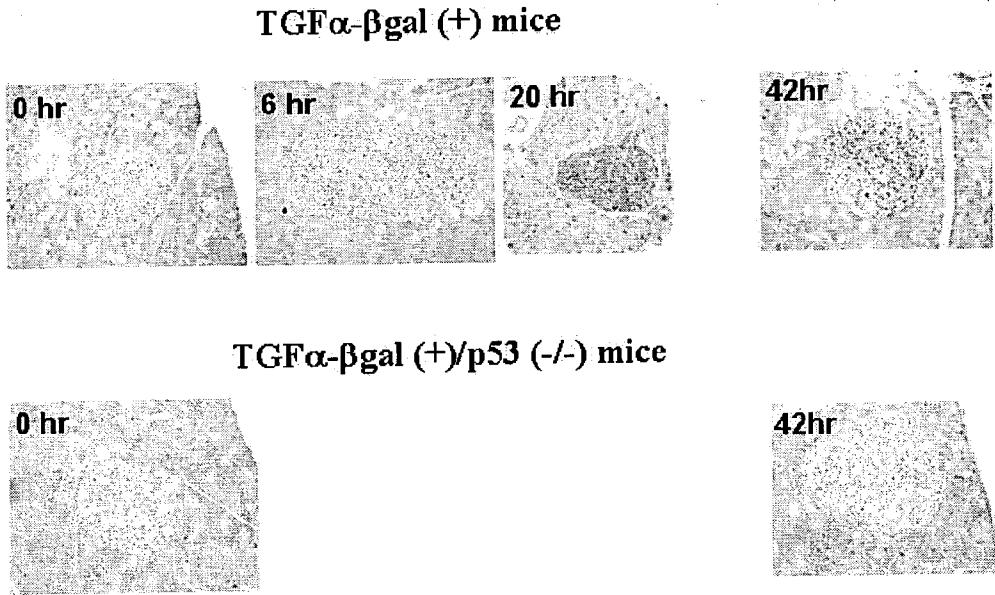 TGFα-βgal (+) mice
0 hr
6 hr
20 hr
42hr
TGFα-βgal (+)/p53 (-/-) mice
0 hr
42hr